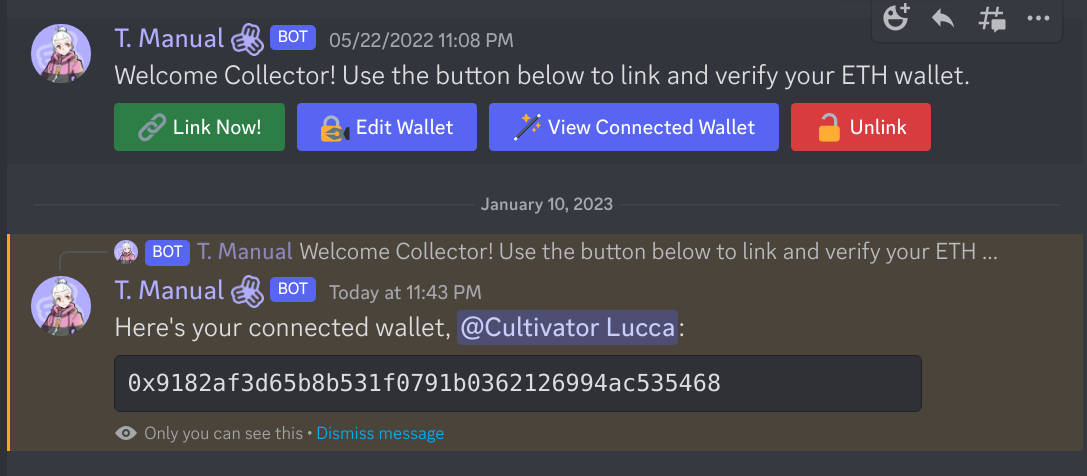 T. Manual BOT 05/22/2022 11:08 PM
Welcome Collector! Use the button below to link and verify your ETH wallet.
Link Now! Edit Wallet View Connected Wallet Unlink
January 10, 2023
BOT T. Manual Welcome Collector! Use the button below to link and verify your ETH ...
T. Manual BOT Today at 11:43 PM
Here's your connected wallet, @Cultivator Lucca:
0x9182af3d65b8b531f0791b0362126994ac535468
Only you can see this • Dismiss message